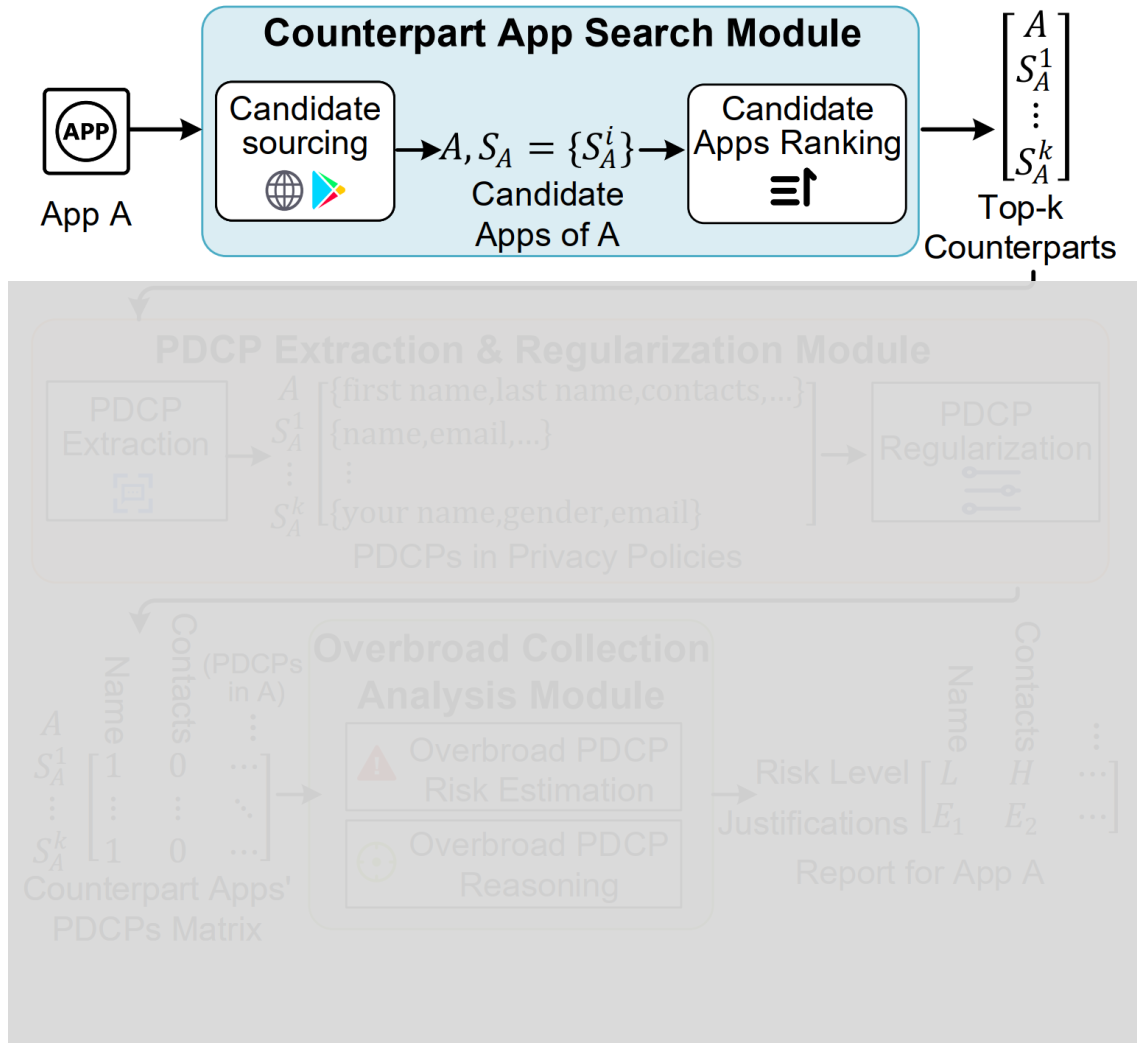 Counterpart App Search Module
APP
App A
Candidate
sourcing
A, S_A = {S_A^i}
Candidate
Apps of A
Candidate
Apps Ranking
A
S_A^1
⋮
S_A^k
Top-k
Counterparts
PDCP Extraction & Regularization Module
PDCP
Extraction
A {first name,last name,contacts,...}
S_A^1 {name,email,...}
⋮ ⋮
S_A^k {your name,gender,email}
PDCPs in Privacy Policies
PDCP
Regularization
Name Contacts (PDCPs
in A)
⋮
A
S_A^1 1 0 ⋯
⋮ ⋮ ⋮ ⋱
S_A^k 1 0 ⋯
Counterpart Apps'
PDCPs Matrix
Overbroad Collection
Analysis Module
Overbroad PDCP
Risk Estimation
Overbroad PDCP
Reasoning
Name Contacts ⋮
Risk Level L H ⋯
Justifications E_1 E_2 ⋯
Report for App A